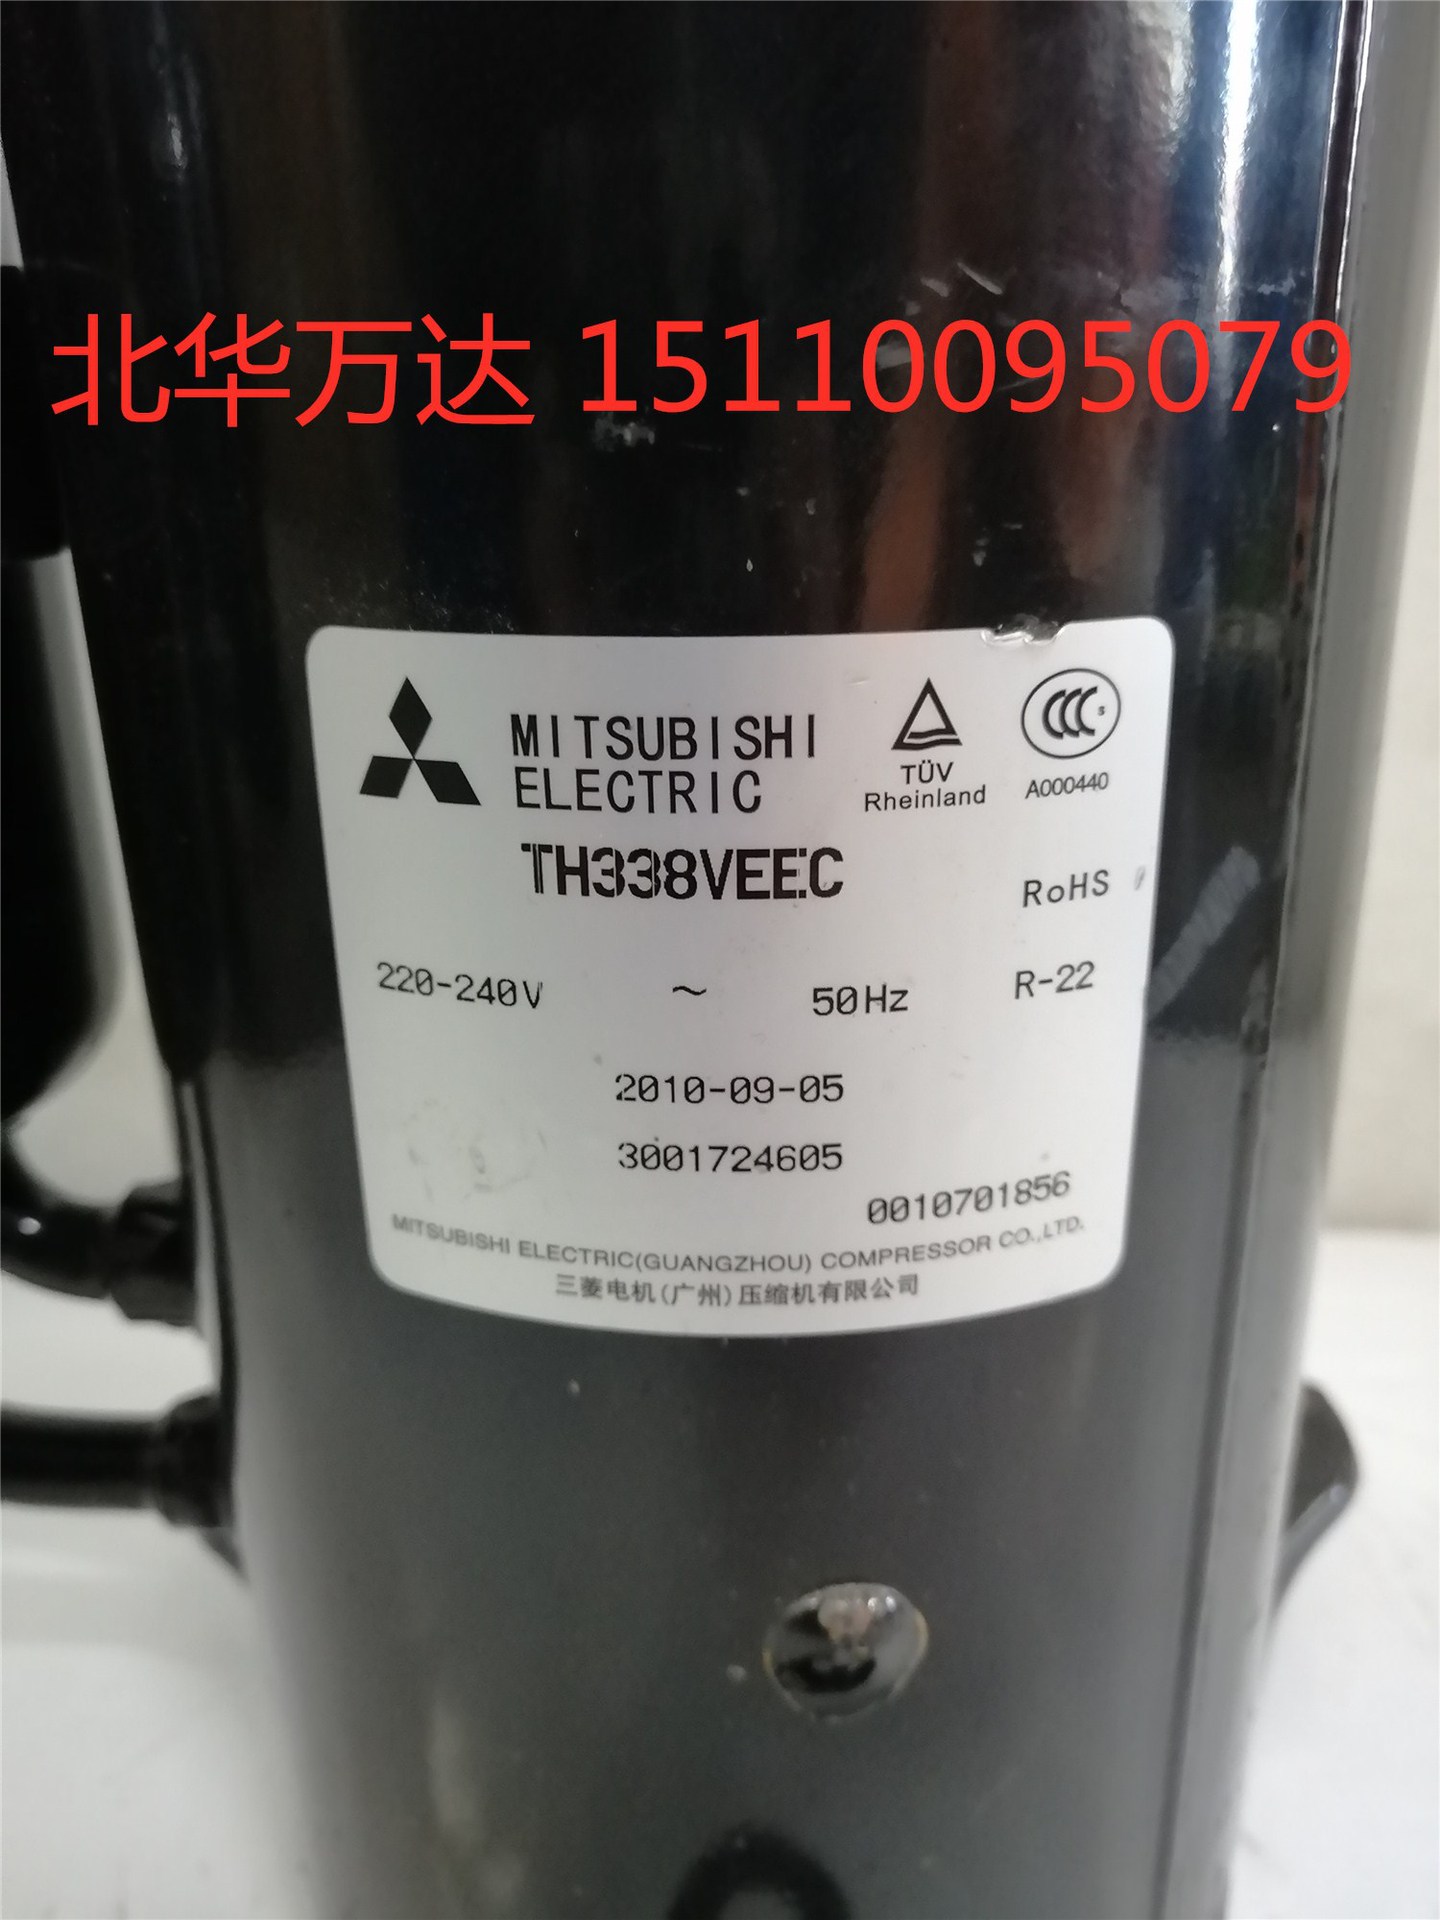 北华万达 15110095079
MITSUBISHI
ELECTRIC
TÜV
Rheinland
CCC S
A000440
TH338VEEC
RoHS
220-240V ~ 50Hz R-22
2010-09-05
3001724605
0010701856
MITSUBISHI ELECTRIC(GUANGZHOU) COMPRESSOR CO.,LTD.
三菱电机(广州)压缩机有限公司